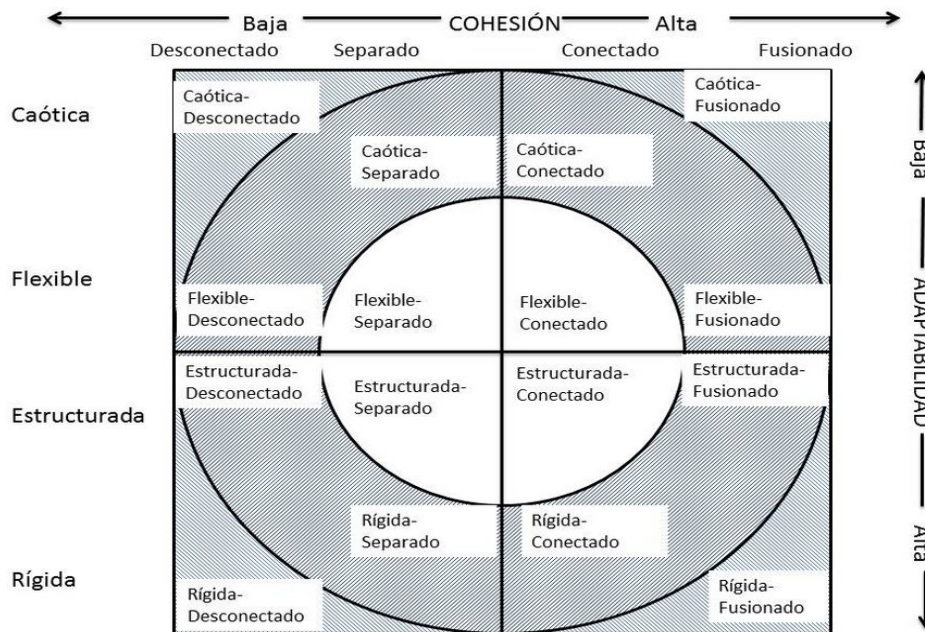 Baja COHESIÓN Alta
Desconectado Separado Conectado Fusionado
Caótica
Caótica-
Desconectado
Caótica-
Fusionado
Caótica-
Separado
Caótica-
Conectado
Baja
Flexible
Flexible-
Desconectado
Flexible-
Separado
Flexible-
Conectado
Flexible-
Fusionado
ADAPTABILIDAD
Estructurada
Estructurada-
Desconectado
Estructurada-
Separado
Estructurada-
Conectado
Estructurada-
Fusionado
Rígida-
Separado
Rígida-
Conectado
Alta
Rígida
Rígida-
Desconectado
Rígida-
Fusionado